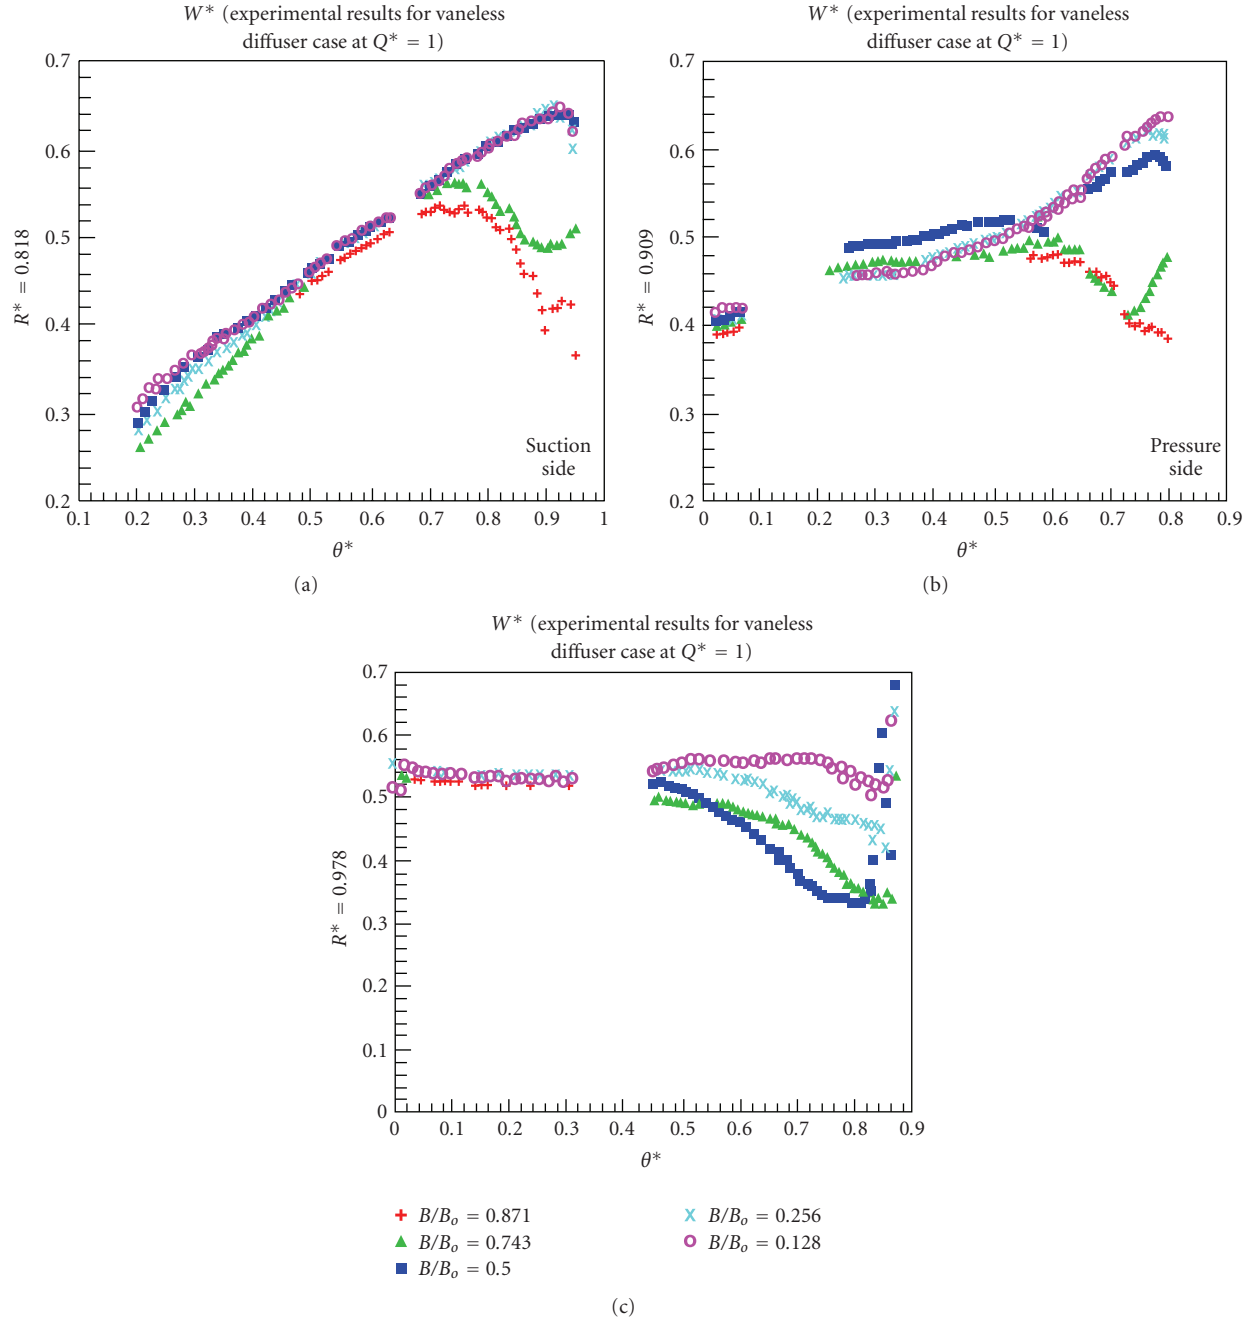 W* (experimental results for vaneless
diffuser case at Q* = 1)
0.7
0.6
0.5
0.4
0.3
0.2
R* = 0.818
Suction
side
0.1 0.2 0.3 0.4 0.5 0.6 0.7 0.8 0.9 1
θ*
(a)
W* (experimental results for vaneless
diffuser case at Q* = 1)
0.7
0.6
0.5
0.4
0.3
0.2
R* = 0.909
Pressure
side
0 0.1 0.2 0.3 0.4 0.5 0.6 0.7 0.8 0.9
θ*
(b)
W* (experimental results for vaneless
diffuser case at Q* = 1)
0.7
0.6
0.5
0.4
0.3
0.2
0.1
0
R* = 0.978
0 0.1 0.2 0.3 0.4 0.5 0.6 0.7 0.8 0.9
θ*
B/Bo = 0.871
B/Bo = 0.743
B/Bo = 0.5
B/Bo = 0.256
B/Bo = 0.128
(c)